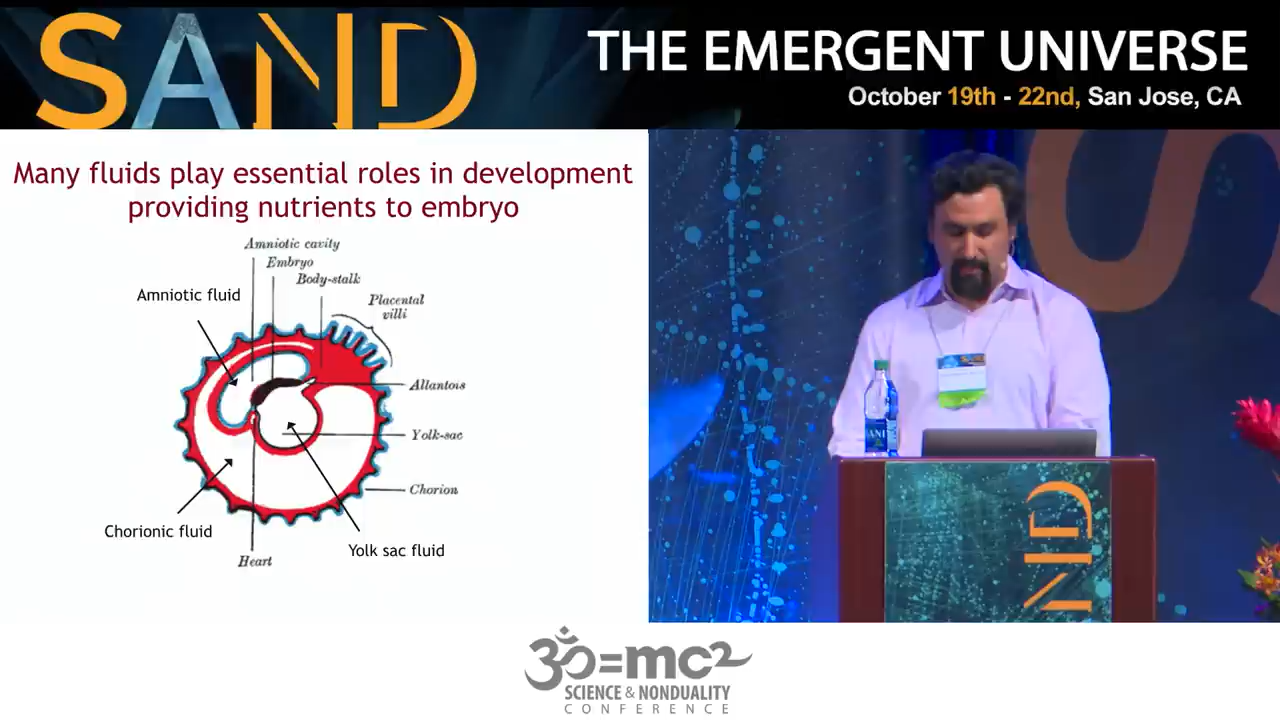 SAND
THE EMERGENT UNIVERSE
October 19th - 22nd, San Jose, CA
Many fluids play essential roles in development
providing nutrients to embryo
Amniotic cavity
Embryo
Body-stalk
Placental
villi
Amniotic fluid
Allantois
Yolk-sac
Chorion
Chorionic fluid
Yolk sac fluid
Heart
ND
ॐ=mc2
SCIENCE & NONDUALITY
CONFERENCE